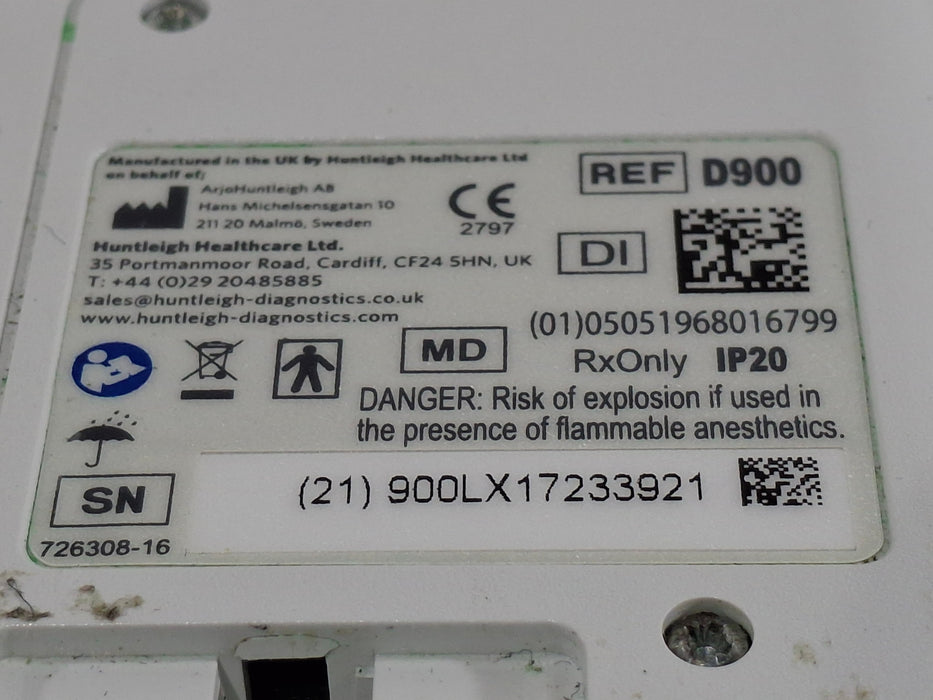 Manufactured in the UK by Huntleigh Healthcare Ltd
on behalf of;
ArjoHuntleigh AB
Hans Michelsensgatan 10
211 20 Malmö, Sweden
CE
2797
REF D900
DI
Huntleigh Healthcare Ltd.
35 Portmanmoor Road, Cardiff, CF24 5HN, UK
T: +44 (0)29 20485885
sales@huntleigh-diagnostics.co.uk
www.huntleigh-diagnostics.com
(01)05051968016799
MD
RxOnly IP20
DANGER: Risk of explosion if used in
the presence of flammable anesthetics.
SN
(21) 900LX17233921
726308-16